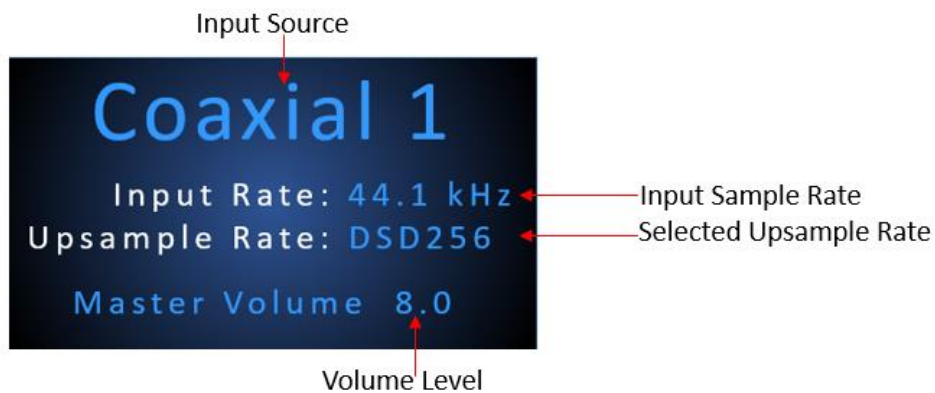 Input Source
Coaxial 1
Input Rate: 44.1 kHz
Input Sample Rate
Upsample Rate: DSD256
Selected Upsample Rate
Master Volume 8.0
Volume Level